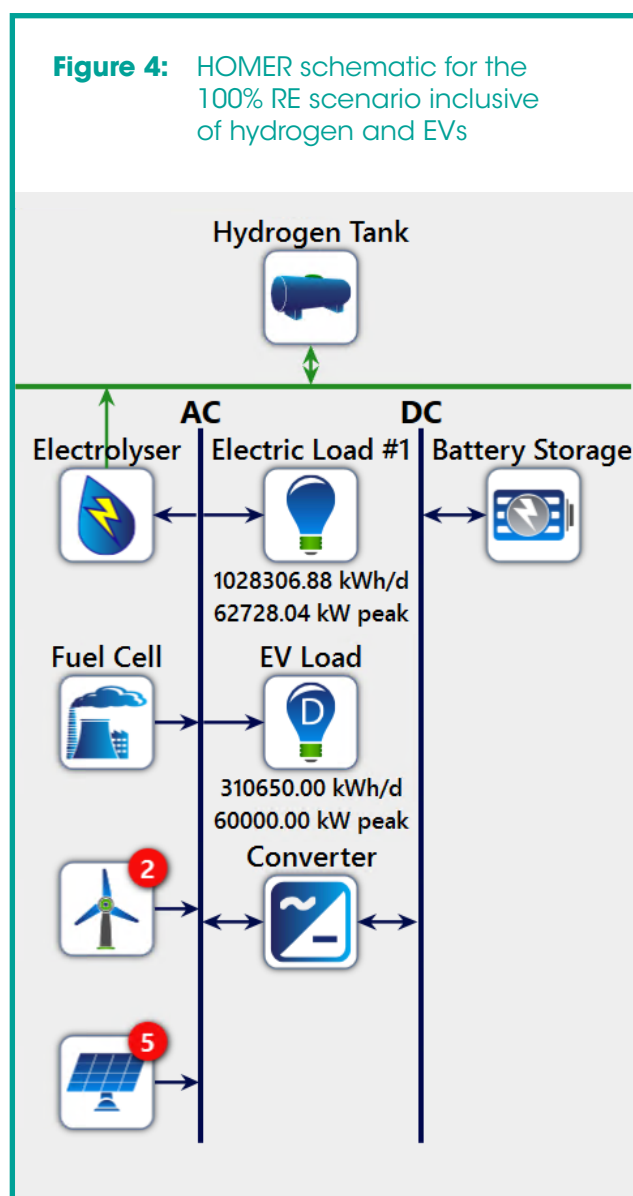 Figure 4: HOMER schematic for the
100% RE scenario inclusive
of hydrogen and EVs
Hydrogen Tank
AC
DC
Electrolyser
Electric Load #1
Battery Storage
1028306.88 kWh/d
62728.04 kW peak
Fuel Cell
EV Load
D
310650.00 kWh/d
60000.00 kW peak
Converter
2
5